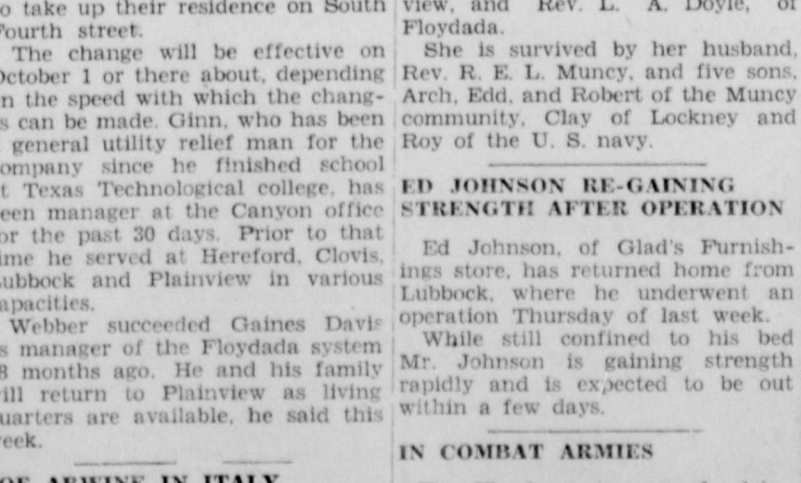 to take up their residence on South
Fourth street.
The change will be effective on
October 1 or there about, depending
on the speed with which the chang-
es can be made. Ginn, who has been
general utility relief man for the
company since he finished school
at Texas Technological college, has
been manager at the Canyon office
for the past 30 days. Prior to that
time he served at Hereford, Clovis,
Lubbock and Plainview in various
capacities.
Webber succeeded Gaines Davis
as manager of the Floydada system
8 months ago. He and his family
will return to Plainview as living
quarters are available, he said this
week.
OF ARWINE IN ITALY
view, and Rev. L. A. Doyle, of
Floydada.
She is survived by her husband,
Rev. R. E. L. Muncy, and five sons,
Arch, Edd, and Robert of the Muncy
community, Clay of Lockney and
Roy of the U. S. navy.
ED JOHNSON RE-GAINING
STRENGTH AFTER OPERATION
Ed Johnson, of Glad's Furnish-
ings store, has returned home from
Lubbock, where he underwent an
operation Thursday of last week.
While still confined to his bed
Mr. Johnson is gaining strength
rapidly and is expected to be out
within a few days.
IN COMBAT ARMIES